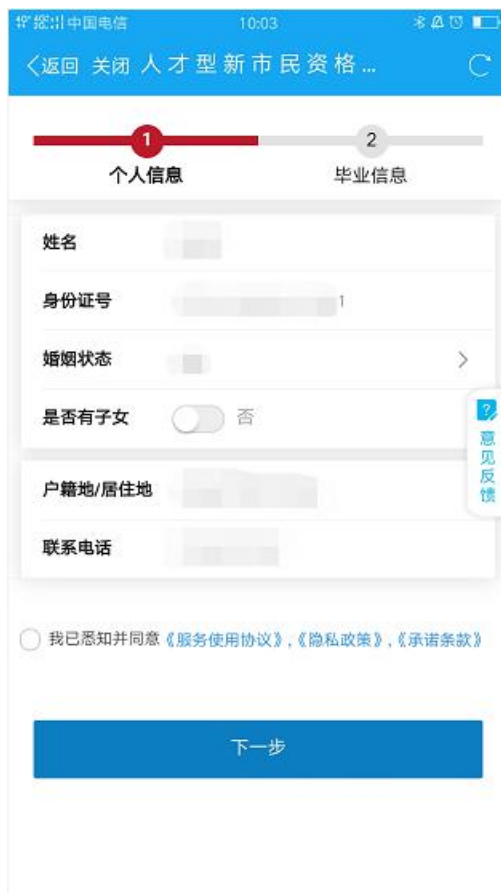 中国电信 10:03
返回 关闭 人才型新市民资格...
1 2
个人信息 毕业信息
姓名
身份证号 1
婚姻状态
是否有子女 否
?
意见反馈
户籍地/居住地
联系电话
我已悉知并同意《服务使用协议》,《隐私政策》,《承诺条款》
下一步